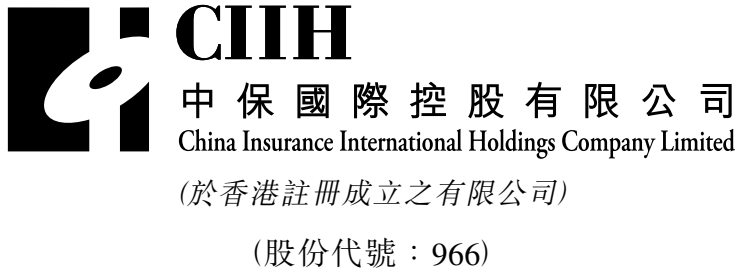 CIIH
中保國際控股有限公司
China Insurance International Holdings Company Limited
(於香港註冊成立之有限公司)
(股份代號：966)